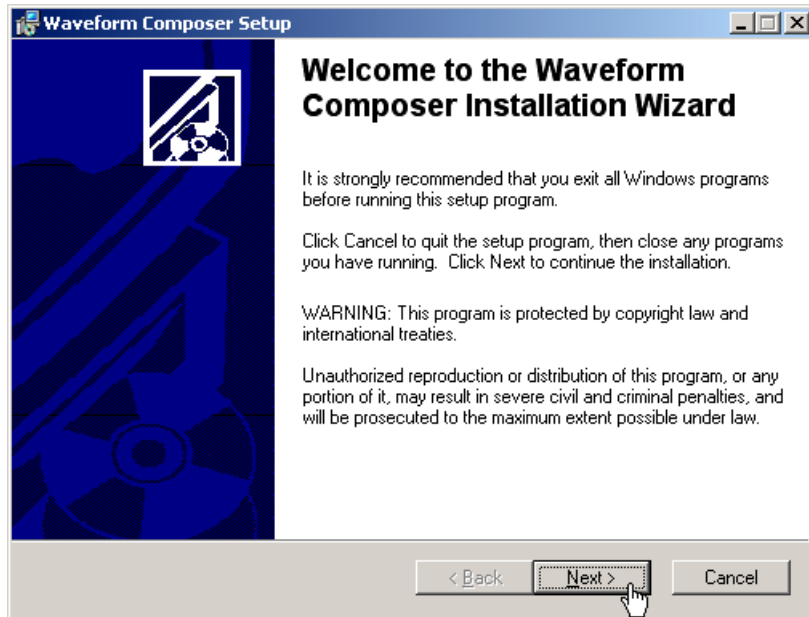 Waveform Composer Setup
Welcome to the Waveform
Composer Installation Wizard
It is strongly recommended that you exit all Windows programs
before running this setup program.
Click Cancel to quit the setup program, then close any programs
you have running.  Click Next to continue the installation.
WARNING: This program is protected by copyright law and
international treaties.
Unauthorized reproduction or distribution of this program, or any
portion of it, may result in severe civil and criminal penalties, and
will be prosecuted to the maximum extent possible under law.
< Back Next > Cancel